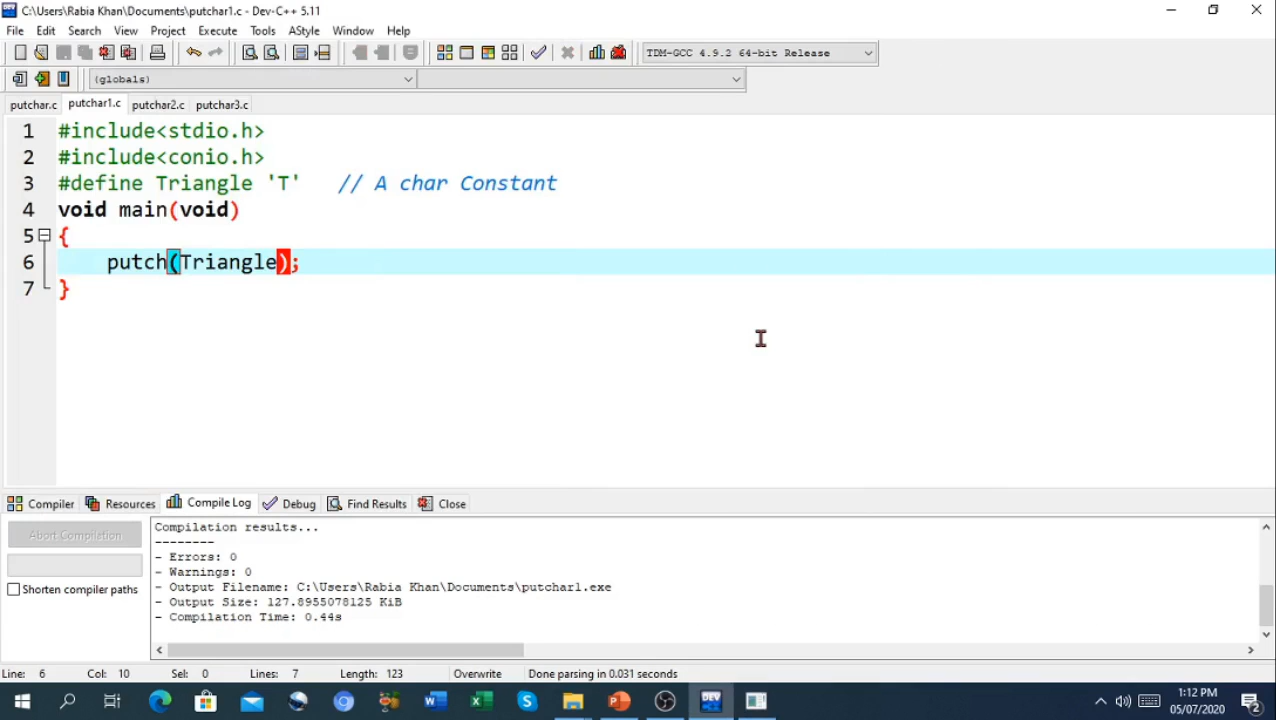 C:\Users\Rabia Khan\Documents\putchar1.c - Dev-C++ 5.11
File Edit Search View Project Execute Tools AStyle Window Help
TDM-GCC 4.9.2 64-bit Release
(globals)
putchar.c putchar1.c putchar2.c putchar3.c
1 #include<stdio.h>
2 #include<conio.h>
3 #define Triangle 'T' // A char Constant
4 void main(void)
5 {
6 putch(Triangle);
7 }
Compiler Resources Compile Log Debug Find Results Close
Abort Compilation
Shorten compiler paths
Compilation results...
--------
- Errors: 0
- Warnings: 0
- Output Filename: C:\Users\Rabia Khan\Documents\putchar1.exe
- Output Size: 127.8955078125 KiB
- Compilation Time: 0.44s
Line: 6 Col: 10 Sel: 0 Lines: 7 Length: 123 Overwrite Done parsing in 0.031 seconds
DEV
1:12 PM
05/07/2020
2